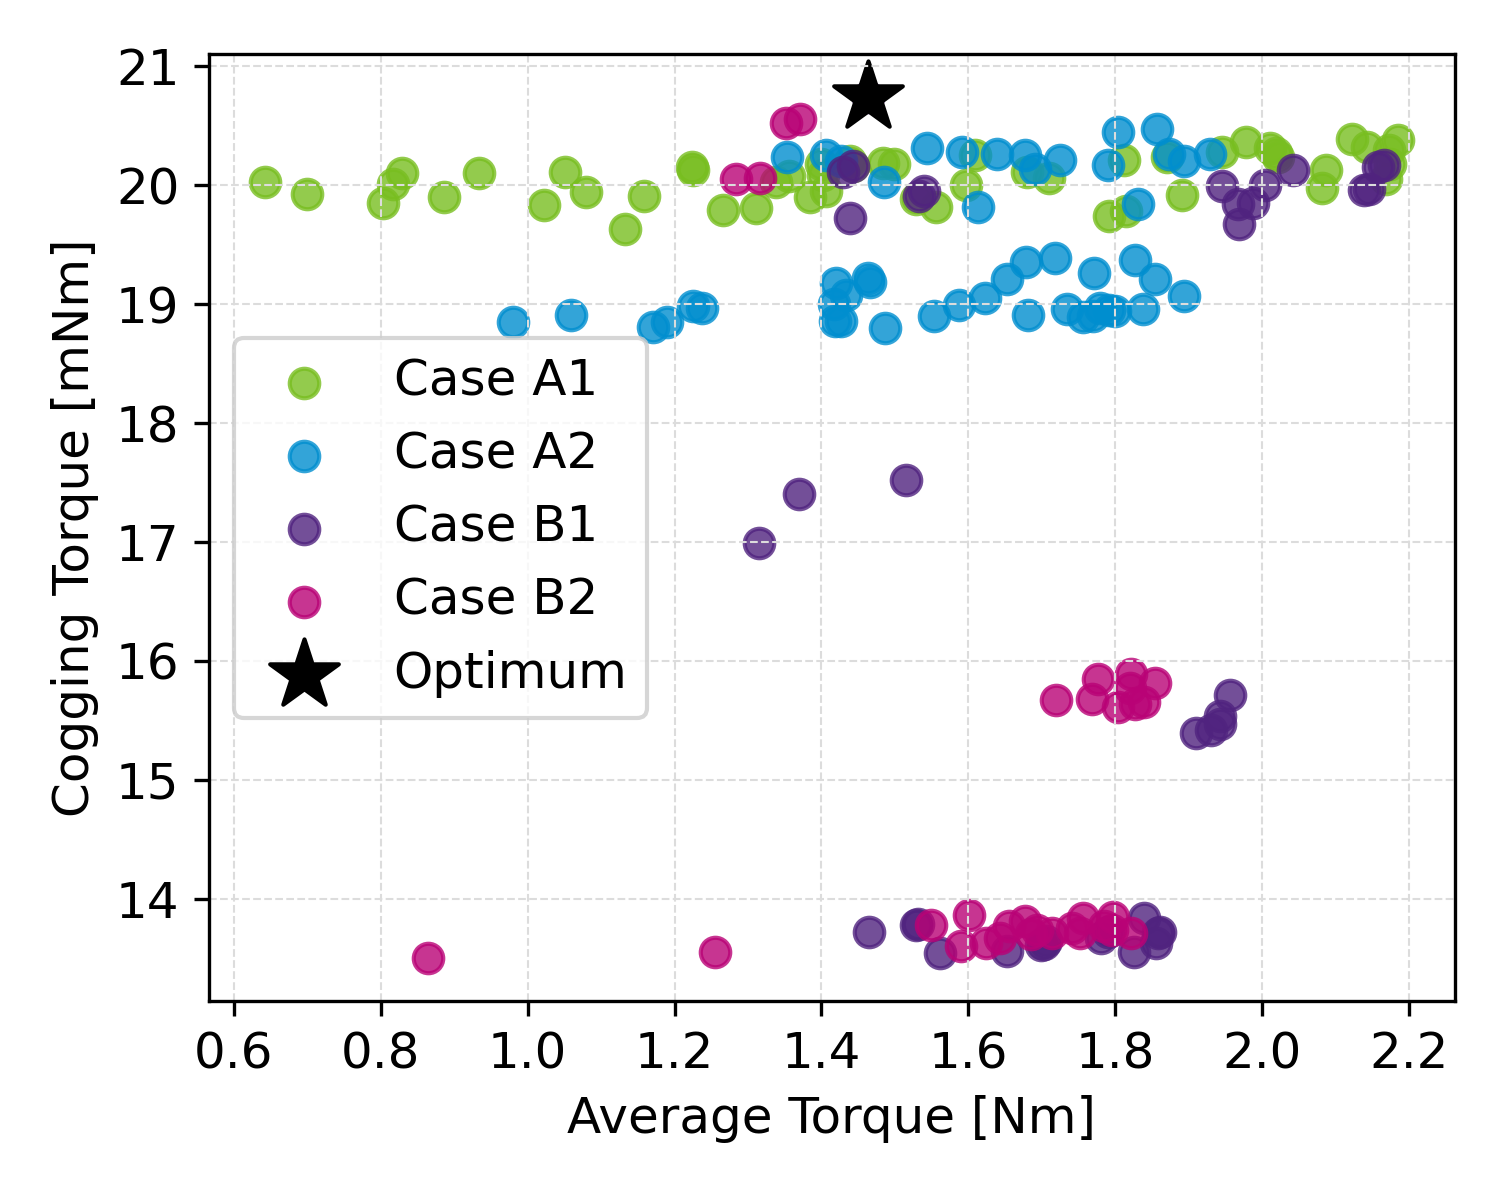 21
20
19
18
17
16
15
14
Cogging Torque [mNm]
Case A1
Case A2
Case B1
Case B2
Optimum
0.6 0.8 1.0 1.2 1.4 1.6 1.8 2.0 2.2
Average Torque [Nm]